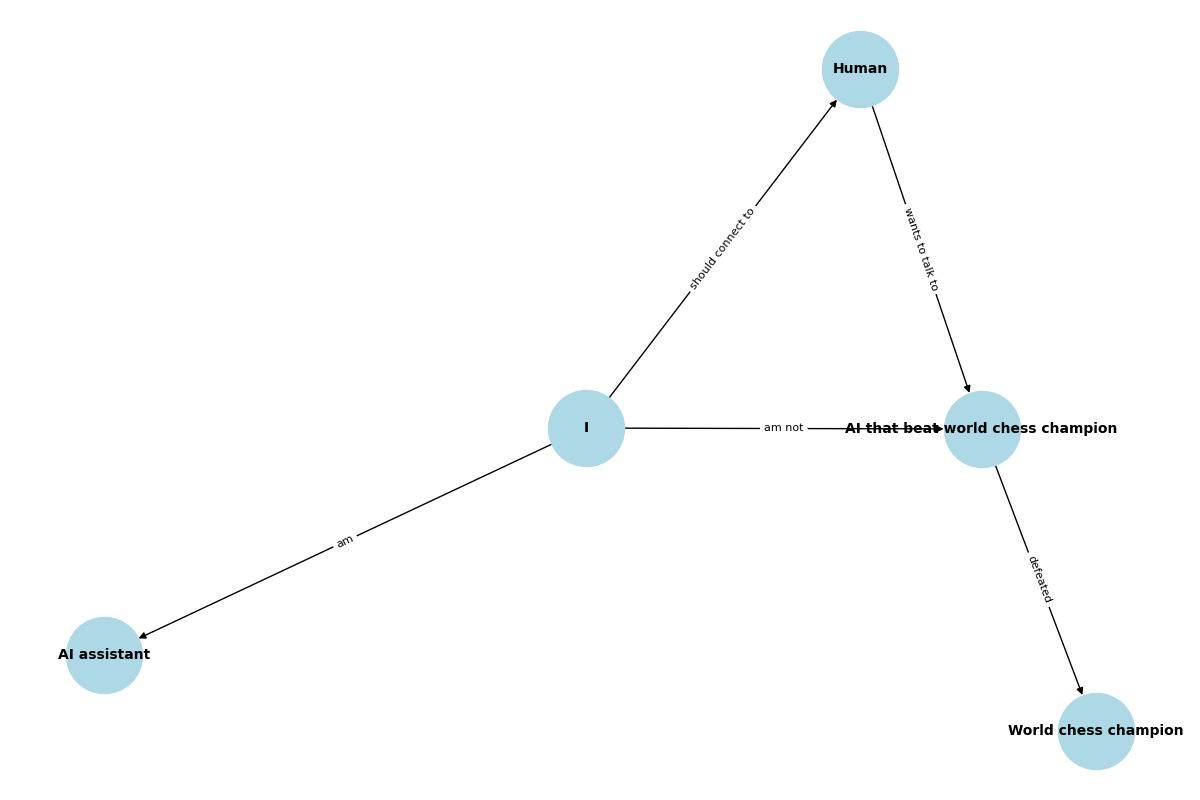 Human
should connect to
wants to talk to
I
am not
AI that beat world chess champion
am
defeated
AI assistant
World chess champion